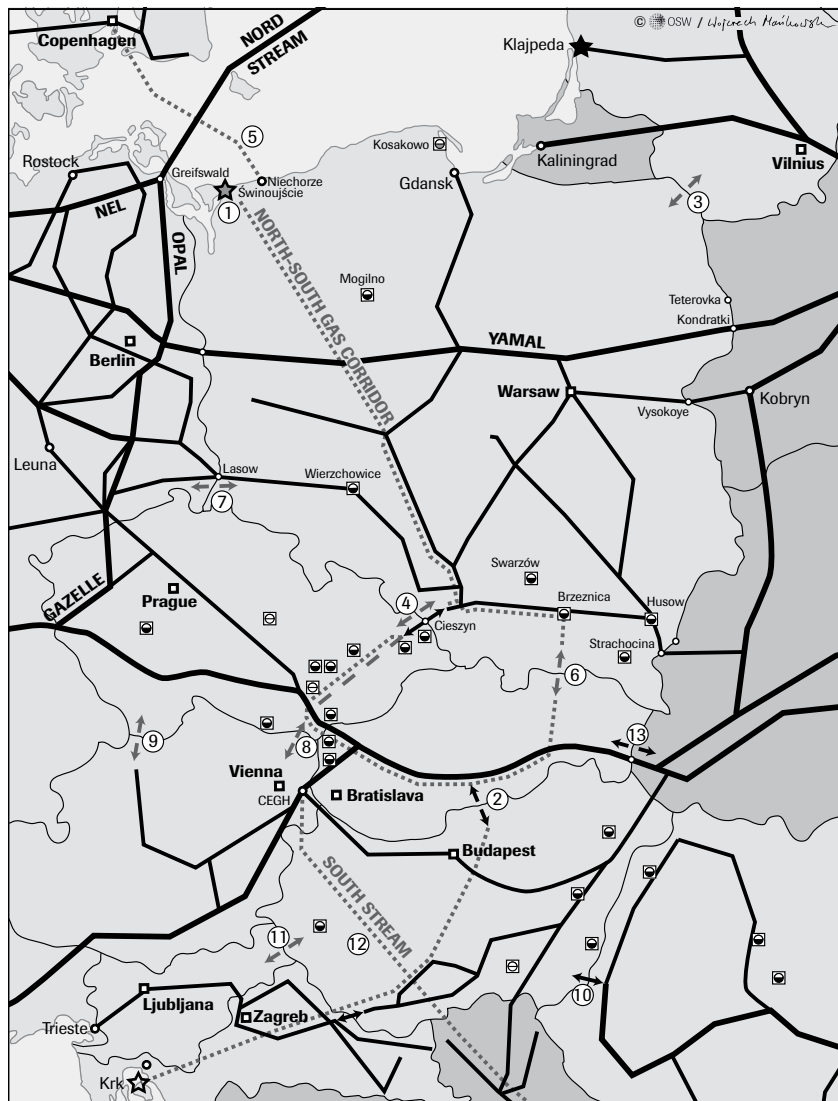 © OSW / Wojciech Mańkowski
Copenhagen
NORD
STREAM
Klajpeda
5
Kosakowo
Kaliningrad
Vilnius
Rostock
Greifswald
Niechorze
Świnoujście
Gdansk
NEL
1
3
OPAL
NORTH-SOUTH GAS CORRIDOR
Mogilno
Teterovka
Kondratki
YAMAL
Berlin
Warsaw
Vysokoye
Kobryn
Leuna
Lasow
Wierzchowice
7
Swarzów
GAZELLE
Prague
4
Brzeznica
Husow
Cieszyn
Strachocina
6
9
8
13
Vienna
CEGH
Bratislava
2
Budapest
SOUTH STREAM
11
12
10
Ljubljana
Zagreb
Trieste
Krk